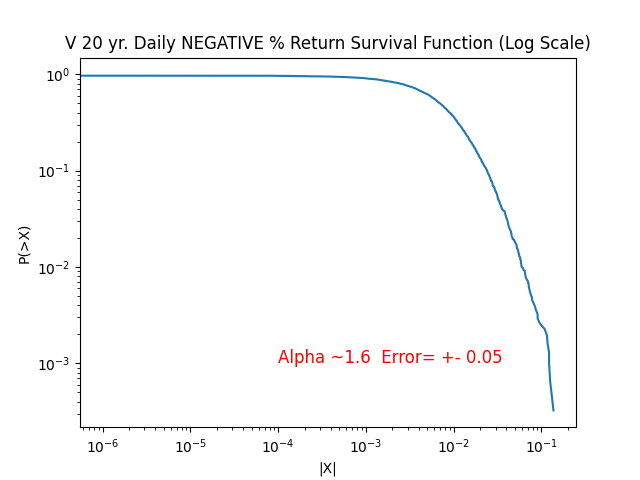 V 20 yr. Daily NEGATIVE % Return Survival Function (Log Scale)
10⁰
10⁻¹
10⁻²
10⁻³
P(>X)
Alpha ~1.6  Error= +- 0.05
10⁻⁶ 10⁻⁵ 10⁻⁴ 10⁻³ 10⁻² 10⁻¹
|X|